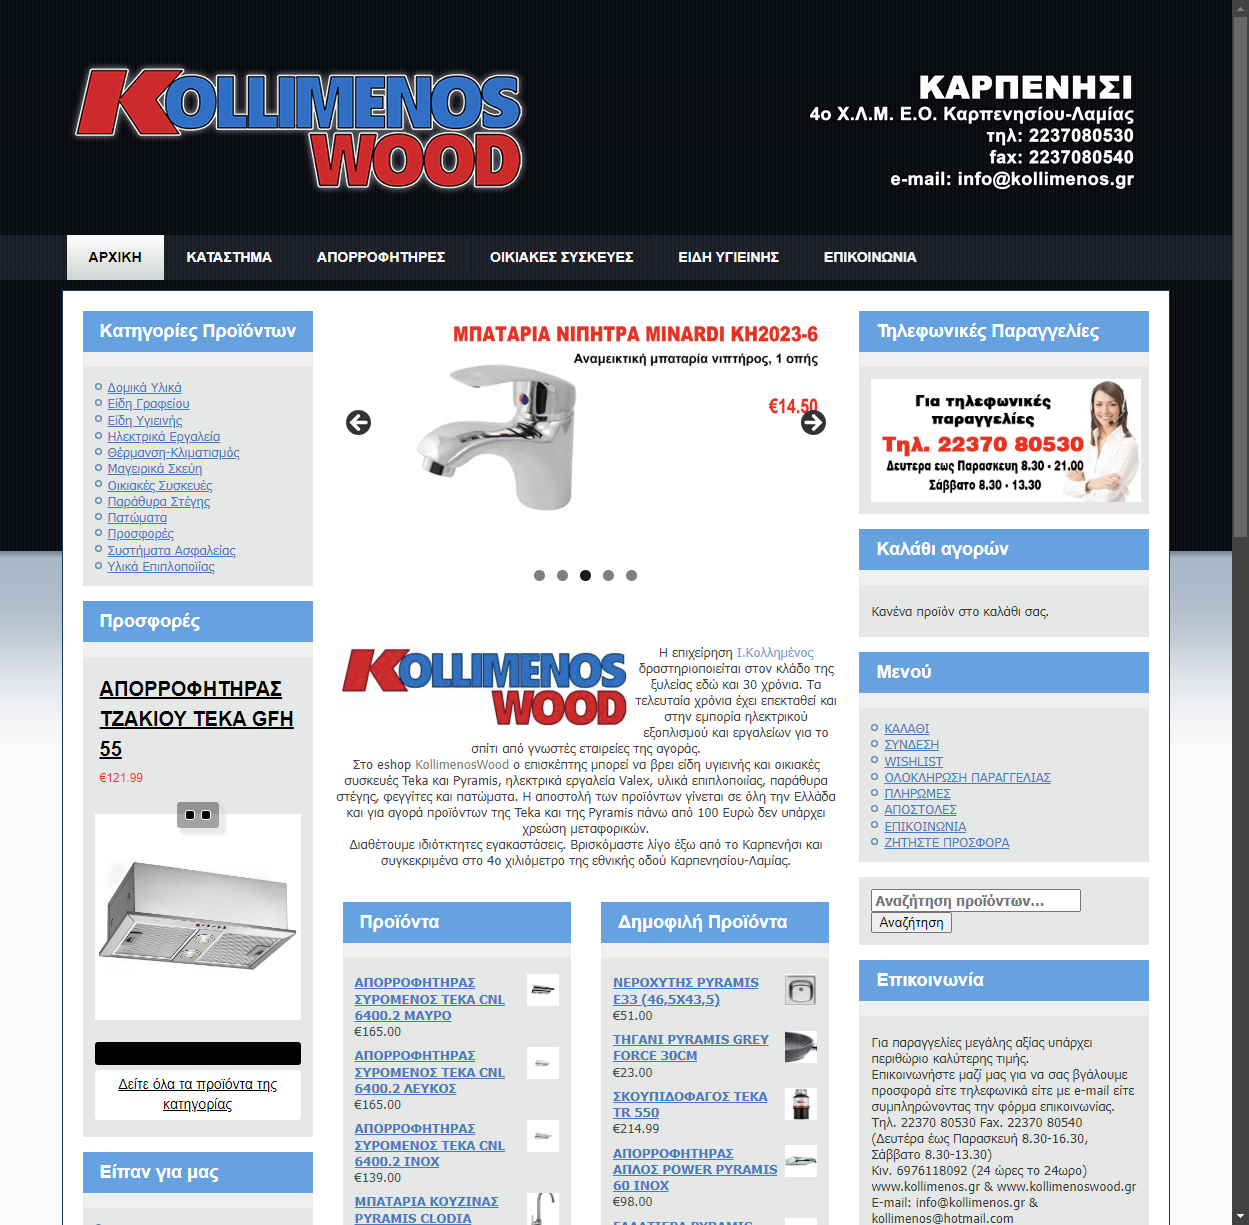 KOLLIMENOS
WOOD
ΚΑΡΠΕΝΗΣΙ
4ο Χ.Λ.Μ. Ε.Ο. Καρπενησίου-Λαμίας
τηλ: 2237080530
fax: 2237080540
e-mail: info@kollimenos.gr
ΑΡΧΙΚΗ
ΚΑΤΑΣΤΗΜΑ
ΑΠΟΡΡΟΦΗΤΗΡΕΣ
ΟΙΚΙΑΚΕΣ ΣΥΣΚΕΥΕΣ
ΕΙΔΗ ΥΓΙΕΙΝΗΣ
ΕΠΙΚΟΙΝΩΝΙΑ
Κατηγορίες Προϊόντων
Δομικά Υλικά
Είδη Γραφείου
Είδη Υγιεινής
Ηλεκτρικά Εργαλεία
Θέρμανση-Κλιματισμός
Μαγειρικά Σκεύη
Οικιακές Συσκευές
Παράθυρα Στέγης
Πατώματα
Προσφορές
Συστήματα Ασφαλείας
Υλικά Επιπλοποιΐας
Προσφορές
ΑΠΟΡΡΟΦΗΤΗΡΑΣ
ΤΖΑΚΙΟΥ TEKA GFH
55
€121.99
Δείτε όλα τα προϊόντα της
κατηγορίας
Είπαν για μας
ΜΠΑΤΑΡΙΑ ΝΙΠΗΤΡΑ MINARDI KH2023-6
Αναμεικτική μπαταρία νιπτήρος, 1 οπής
€14.50
KOLLIMENOS
WOOD
Η επιχείρηση Ι.Κολλημένος
δραστηριοποιείται στον κλάδο της
ξυλείας εδώ και 30 χρόνια. Τα
τελευταία χρόνια έχει επεκταθεί και
στην εμπορία ηλεκτρικού
εξοπλισμού και εργαλείων για το
σπίτι από γνωστές εταιρείες της αγοράς.
Στο eshop KollimenosWood ο επισκέπτης μπορεί να βρει είδη υγιεινής και οικιακές
συσκευές Teka και Pyramis, ηλεκτρικά εργαλεία Valex, υλικά επιπλοποιίας, παράθυρα
στέγης, φεγγίτες και πατώματα. Η αποστολή των προϊόντων γίνεται σε όλη την Ελλάδα
και για αγορά προϊόντων της Teka και της Pyramis πάνω από 100 Ευρώ δεν υπάρχει
χρεώση μεταφορικών.
Διαθέτουμε ιδιότκτητες εγακαστάσεις. Βρισκόμαστε λίγο έξω από το Καρπενήσι και
συγκεκριμένα στο 4ο χιλιόμετρο της εθνικής οδού Καρπενησίου-Λαμίας.
Προϊόντα
ΑΠΟΡΡΟΦΗΤΗΡΑΣ
ΣΥΡΟΜΕΝΟΣ TEKA CNL
6400.2 ΜΑΥΡΟ
€165.00
ΑΠΟΡΡΟΦΗΤΗΡΑΣ
ΣΥΡΟΜΕΝΟΣ TEKA CNL
6400.2 ΛΕΥΚΟΣ
€165.00
ΑΠΟΡΡΟΦΗΤΗΡΑΣ
ΣΥΡΟΜΕΝΟΣ TEKA CNL
6400.2 INOX
€139.00
ΜΠΑΤΑΡΙΑ ΚΟΥΖΙΝΑΣ
PYRAMIS CLODIA
Δημοφιλή Προϊόντα
ΝΕΡΟΧΥΤΗΣ PYRAMIS
E33 (46,5X43,5)
€51.00
ΤΗΓΑΝΙ PYRAMIS GREY
FORCE 30CM
€23.00
ΣΚΟΥΠΙΔΟΦΑΓΟΣ TEKA
TR 550
€214.99
ΑΠΟΡΡΟΦΗΤΗΡΑΣ
ΑΠΛΟΣ POWER PYRAMIS
60 INOX
€98.00
ΓΑΛΑΤΙΕΡΑ PYRAMIS
Τηλεφωνικές Παραγγελίες
Για τηλεφωνικές
παραγγελίες
Τηλ. 22370 80530
Δευτερα εως Παρασκευη 8.30 - 21.00
Σάββατο 8.30 - 13.30
Καλάθι αγορών
Κανένα προϊόν στο καλάθι σας.
Μενού
ΚΑΛΑΘΙ
ΣΥΝΔΕΣΗ
WISHLIST
ΟΛΟΚΛΗΡΩΣΗ ΠΑΡΑΓΓΕΛΙΑΣ
ΠΛΗΡΩΜΕΣ
ΑΠΟΣΤΟΛΕΣ
ΕΠΙΚΟΙΝΩΝΙΑ
ΖΗΤΗΣΤΕ ΠΡΟΣΦΟΡΑ
Αναζήτηση προϊόντων...
Αναζήτηση
Επικοινωνία
Για παραγγελίες μεγάλης αξίας υπάρχει
περιθώριο καλύτερης τιμής.
Επικοινωνήστε μαζί μας για να σας βγάλουμε
προσφορά είτε τηλεφωνικά είτε με e-mail είτε
συμπληρώνοντας την φόρμα επικοινωνίας.
Τηλ. 22370 80530 Fax. 22370 80540
(Δευτέρα έως Παρασκευή 8.30-16.30,
Σάββατο 8.30-13.30)
Κιν. 6976118092 (24 ώρες το 24ωρο)
www.kollimenos.gr & www.kollimenoswood.gr
E-mail: info@kollimenos.gr &
kollimenos@hotmail.com